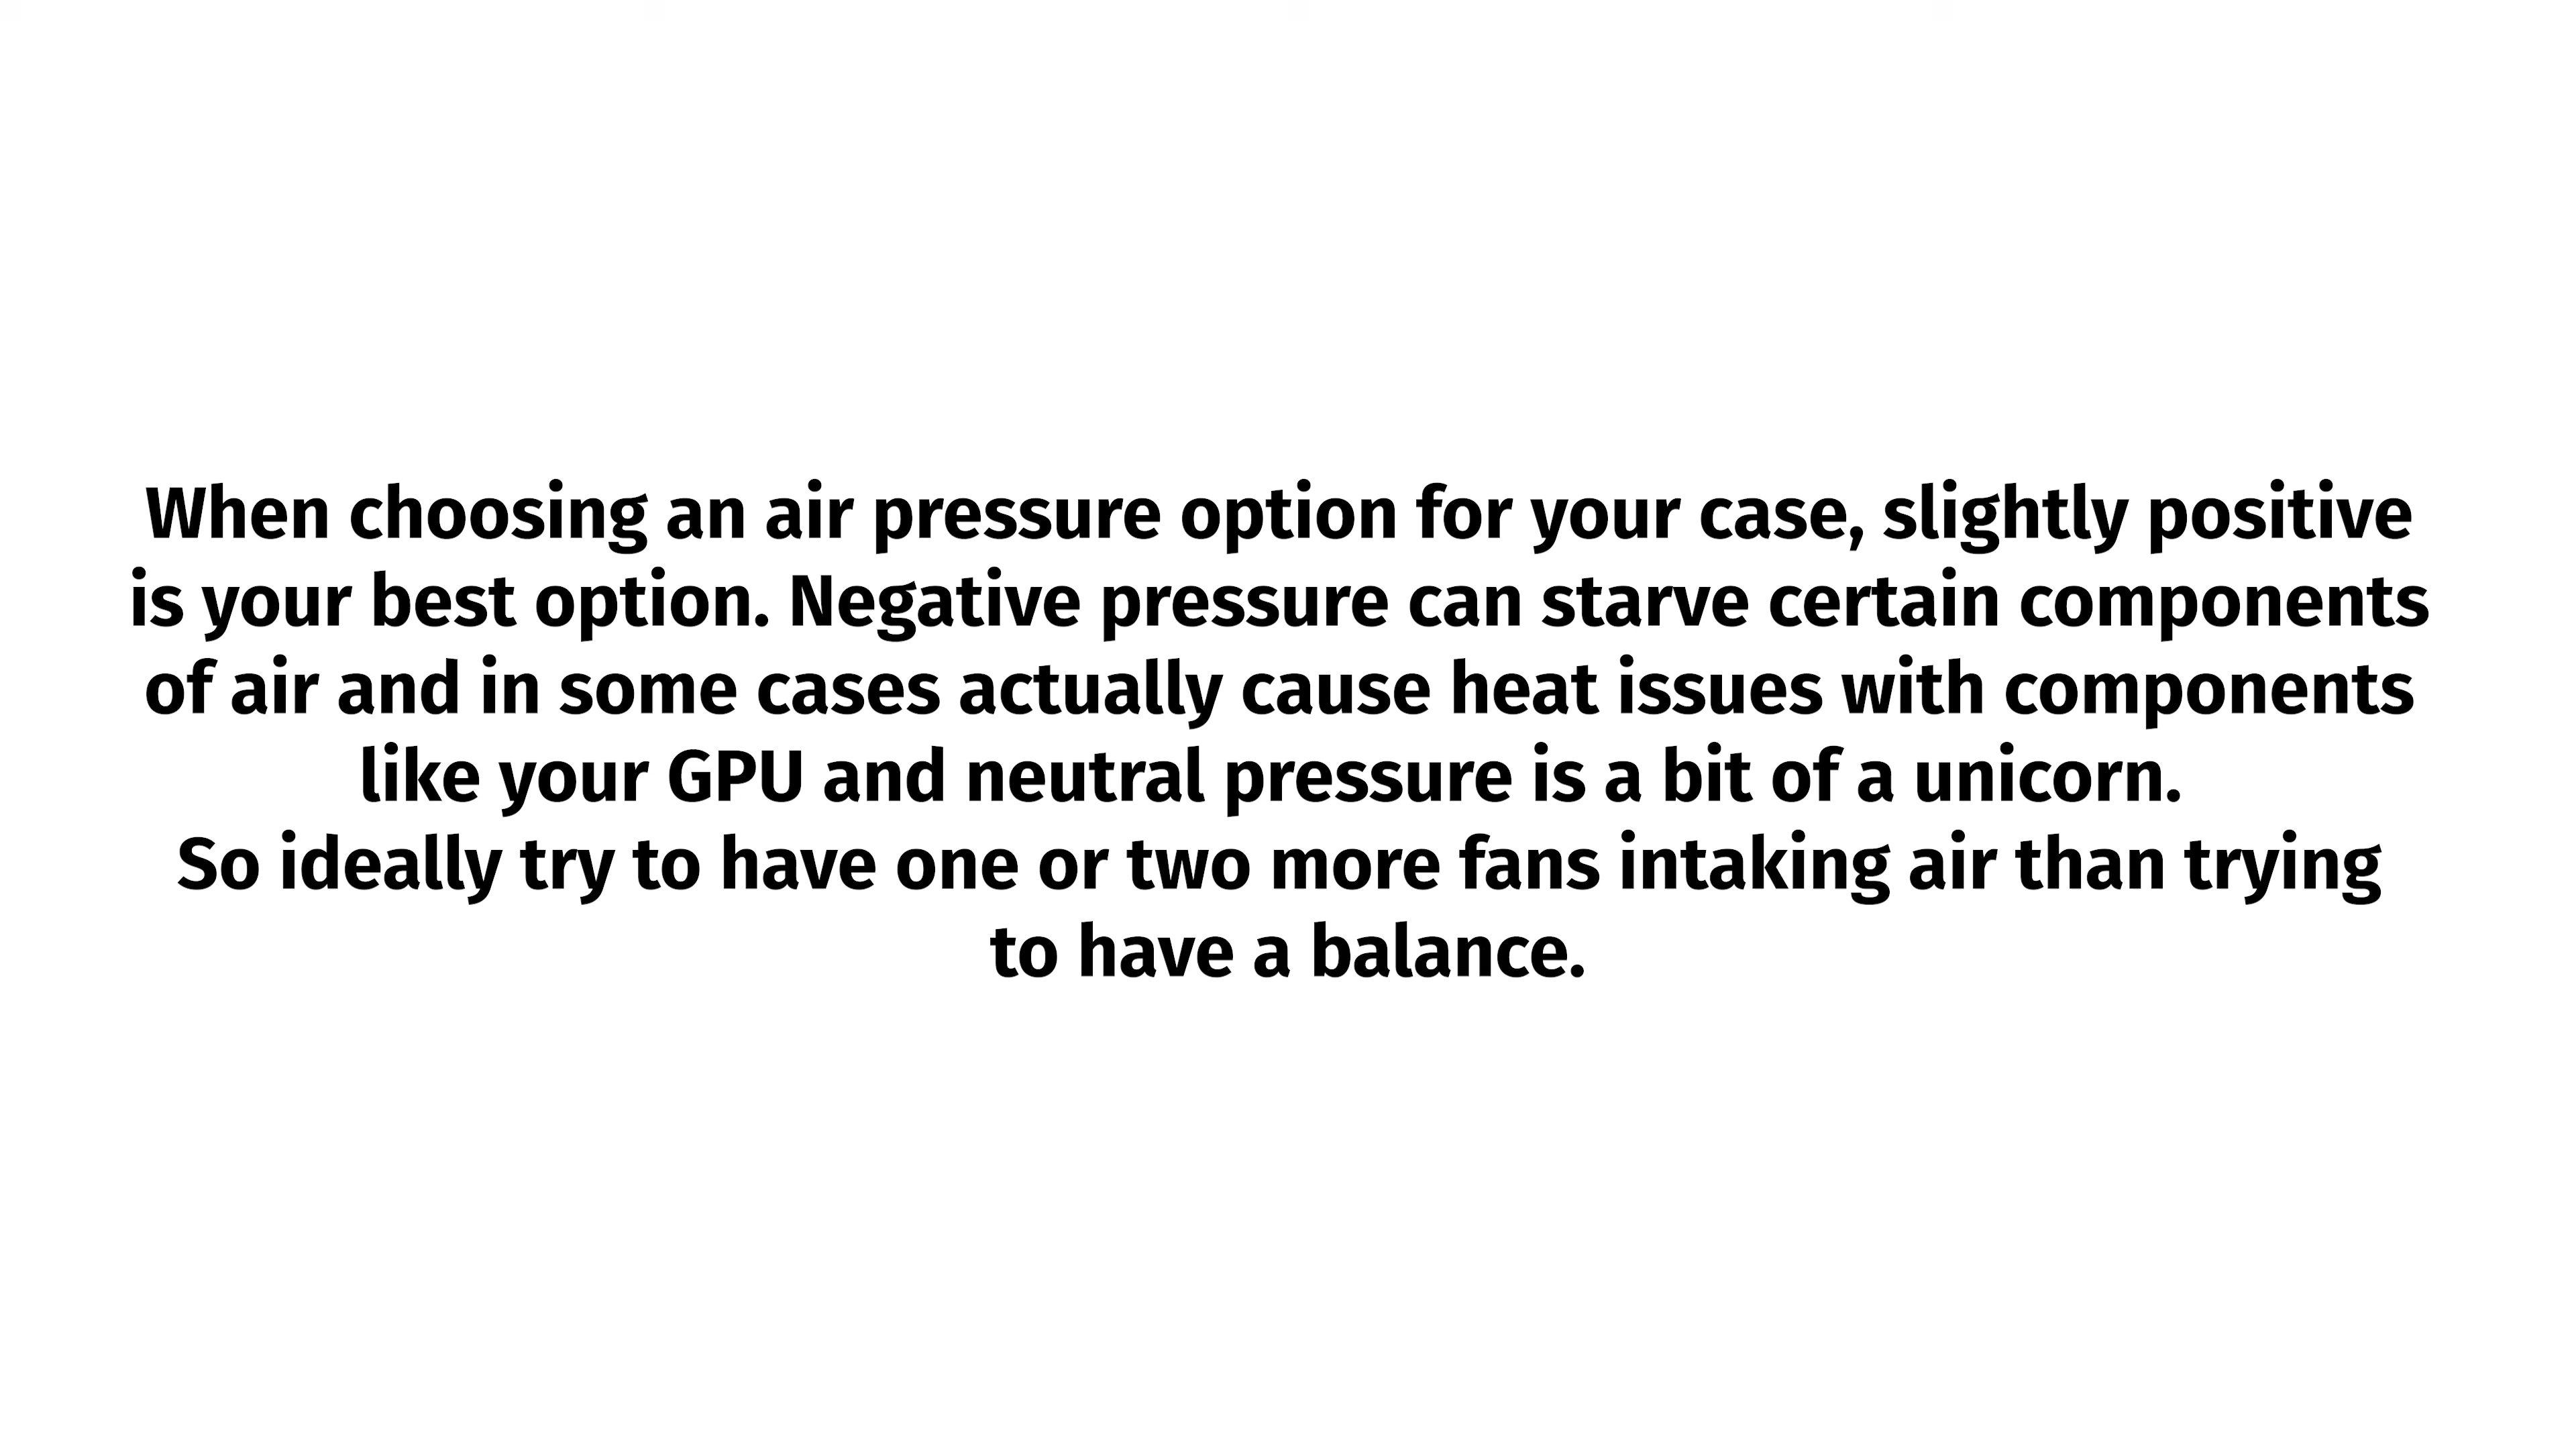 When choosing an air pressure option for your case, slightly positive
is your best option. Negative pressure can starve certain components
of air and in some cases actually cause heat issues with components
like your GPU and neutral pressure is a bit of a unicorn.
So ideally try to have one or two more fans intaking air than trying
to have a balance.